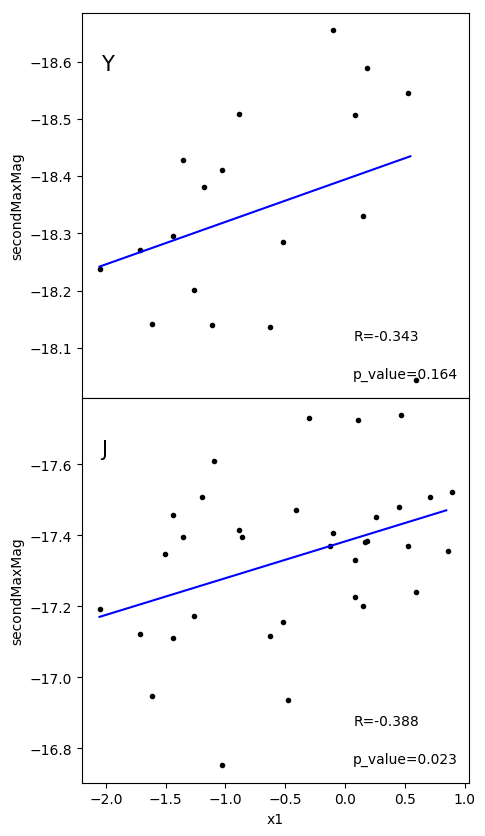 Y
−18.6
−18.5
−18.4
−18.3
−18.2
−18.1
secondMaxMag
R=-0.343
p_value=0.164
J
−17.6
−17.4
−17.2
−17.0
−16.8
secondMaxMag
R=-0.388
p_value=0.023
−2.0 −1.5 −1.0 −0.5 0.0 0.5 1.0
x1